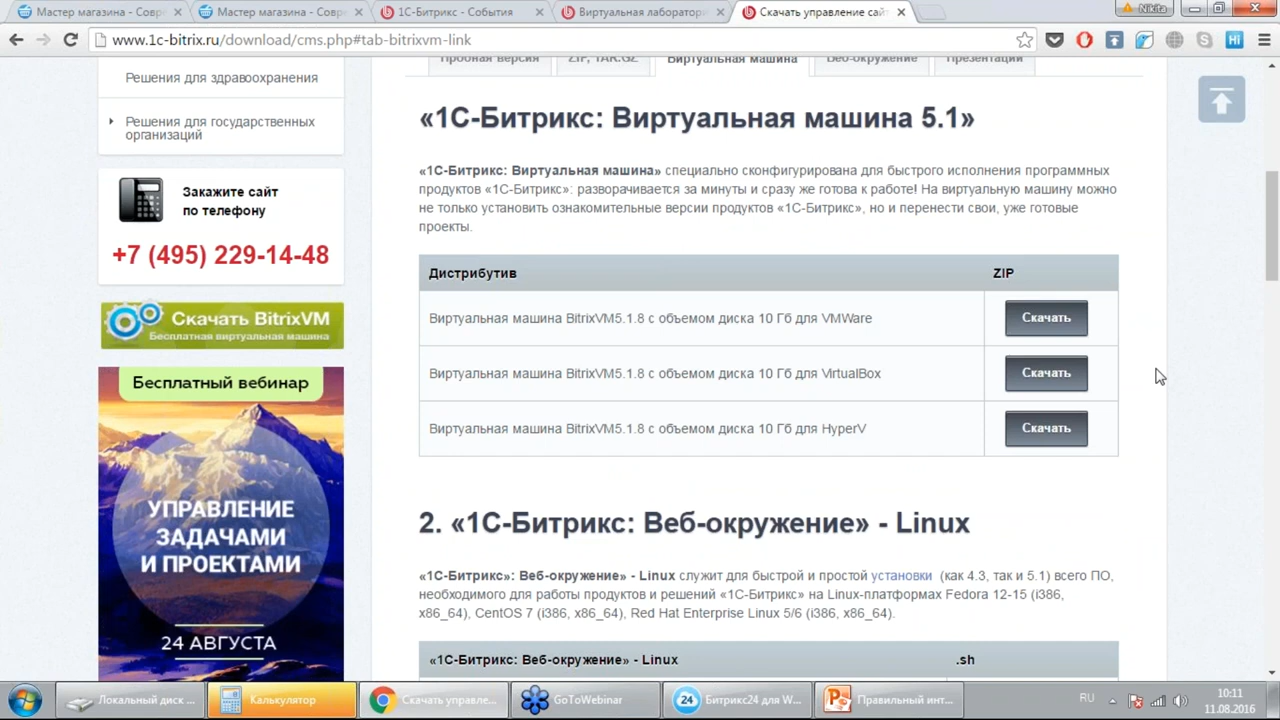 Мастер магазина - Совре
Мастер магазина - Совре
1С-Битрикс - События
Виртуальная лаборатори
Скачать управление сайт
Nikita
www.1c-bitrix.ru/download/cms.php#tab-bitrixvm-link
Пробная версия
ZIP, TAR.GZ
Виртуальная машина
Веб-окружение
Презентации
Решения для здравоохранения
Решения для государственных
организаций
Закажите сайт
по телефону
+7 (495) 229-14-48
Скачать BitrixVM
Бесплатная виртуальная машина
Бесплатный вебинар
УПРАВЛЕНИЕ
ЗАДАЧАМИ
И ПРОЕКТАМИ
24 АВГУСТА
«1С-Битрикс: Виртуальная машина 5.1»
«1С-Битрикс: Виртуальная машина» специально сконфигурирована для быстрого исполнения программных
продуктов «1С-Битрикс»: разворачивается за минуты и сразу же готова к работе! На виртуальную машину можно
не только установить ознакомительные версии продуктов «1С-Битрикс», но и перенести свои, уже готовые
проекты.
Дистрибутив ZIP
Виртуальная машина BitrixVM5.1.8 с объемом диска 10 Гб для VMWare Скачать
Виртуальная машина BitrixVM5.1.8 с объемом диска 10 Гб для VirtualBox Скачать
Виртуальная машина BitrixVM5.1.8 с объемом диска 10 Гб для HyperV Скачать
2. «1С-Битрикс: Веб-окружение» - Linux
«1С-Битрикс»: Веб-окружение» - Linux служит для быстрой и простой установки (как 4.3, так и 5.1) всего ПО,
необходимого для работы продуктов и решений «1С-Битрикс» на Linux-платформах Fedora 12-15 (i386,
x86_64), CentOS 7 (i386, x86_64), Red Hat Enterprise Linux 5/6 (i386, x86_64).
«1С-Битрикс: Веб-окружение» - Linux .sh
Локальный диск ...
Калькулятор
Скачать управле...
GoToWebinar
24 Битрикс24 для W...
Правильный инт...
RU
10:11
11.08.2016